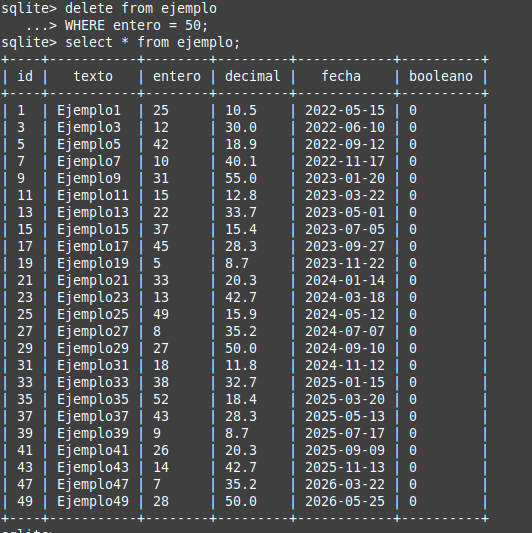 sqlite> delete from ejemplo
   ...> WHERE entero = 50;
sqlite> select * from ejemplo;
+----+-----------+--------+---------+------------+----------+
| id |   texto   | entero | decimal |   fecha    | booleano |
+----+-----------+--------+---------+------------+----------+
| 1  | Ejemplo1  | 25     | 10.5    | 2022-05-15 | 0        |
| 3  | Ejemplo3  | 12     | 30.0    | 2022-06-10 | 0        |
| 5  | Ejemplo5  | 42     | 18.9    | 2022-09-12 | 0        |
| 7  | Ejemplo7  | 10     | 40.1    | 2022-11-17 | 0        |
| 9  | Ejemplo9  | 31     | 55.0    | 2023-01-20 | 0        |
| 11 | Ejemplo11 | 15     | 12.8    | 2023-03-22 | 0        |
| 13 | Ejemplo13 | 22     | 33.7    | 2023-05-01 | 0        |
| 15 | Ejemplo15 | 37     | 15.4    | 2023-07-05 | 0        |
| 17 | Ejemplo17 | 45     | 28.3    | 2023-09-27 | 0        |
| 19 | Ejemplo19 | 5      | 8.7     | 2023-11-22 | 0        |
| 21 | Ejemplo21 | 33     | 20.3    | 2024-01-14 | 0        |
| 23 | Ejemplo23 | 13     | 42.7    | 2024-03-18 | 0        |
| 25 | Ejemplo25 | 49     | 15.9    | 2024-05-12 | 0        |
| 27 | Ejemplo27 | 8      | 35.2    | 2024-07-07 | 0        |
| 29 | Ejemplo29 | 27     | 50.0    | 2024-09-10 | 0        |
| 31 | Ejemplo31 | 18     | 11.8    | 2024-11-12 | 0        |
| 33 | Ejemplo33 | 38     | 32.7    | 2025-01-15 | 0        |
| 35 | Ejemplo35 | 52     | 18.4    | 2025-03-20 | 0        |
| 37 | Ejemplo37 | 43     | 28.3    | 2025-05-13 | 0        |
| 39 | Ejemplo39 | 9      | 8.7     | 2025-07-17 | 0        |
| 41 | Ejemplo41 | 26     | 20.3    | 2025-09-09 | 0        |
| 43 | Ejemplo43 | 14     | 42.7    | 2025-11-13 | 0        |
| 47 | Ejemplo47 | 7      | 35.2    | 2026-03-22 | 0        |
| 49 | Ejemplo49 | 28     | 50.0    | 2026-05-25 | 0        |
+----+-----------+--------+---------+------------+----------+